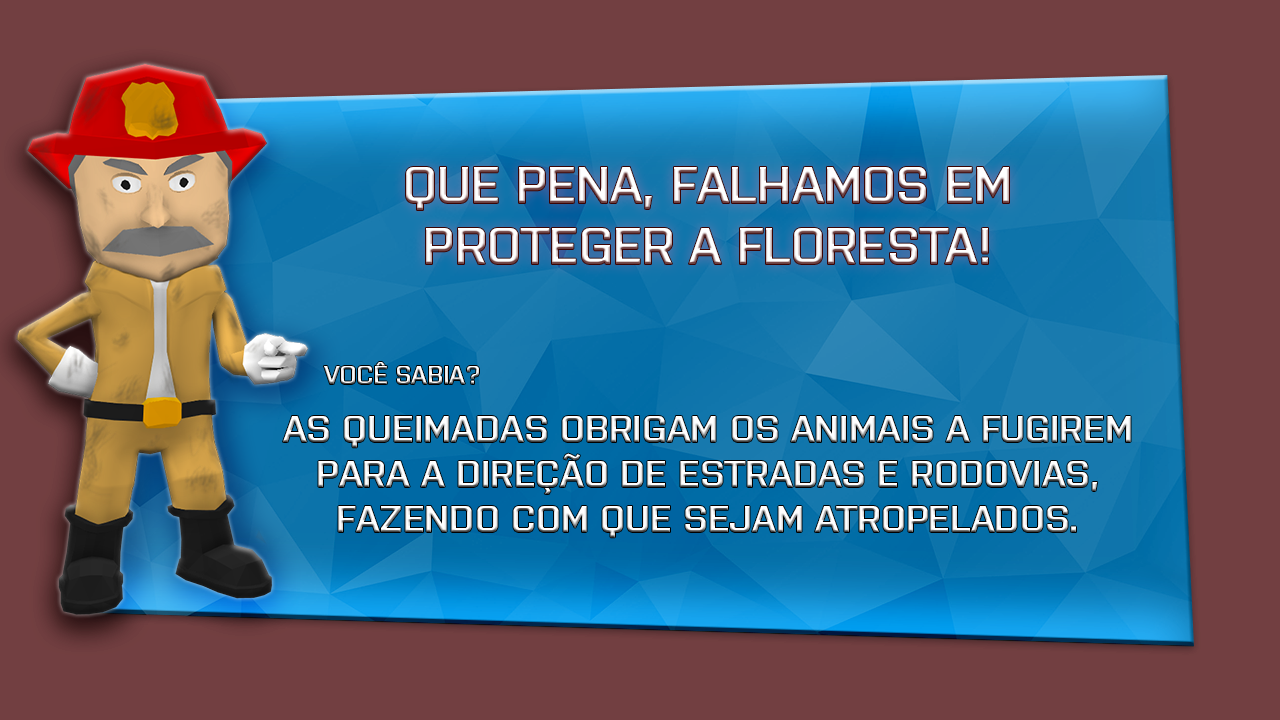 QUE PENA, FALHAMOS EM
PROTEGER A FLORESTA!
VOCÊ SABIA?
AS QUEIMADAS OBRIGAM OS ANIMAIS A FUGIREM
PARA A DIREÇÃO DE ESTRADAS E RODOVIAS,
FAZENDO COM QUE SEJAM ATROPELADOS.